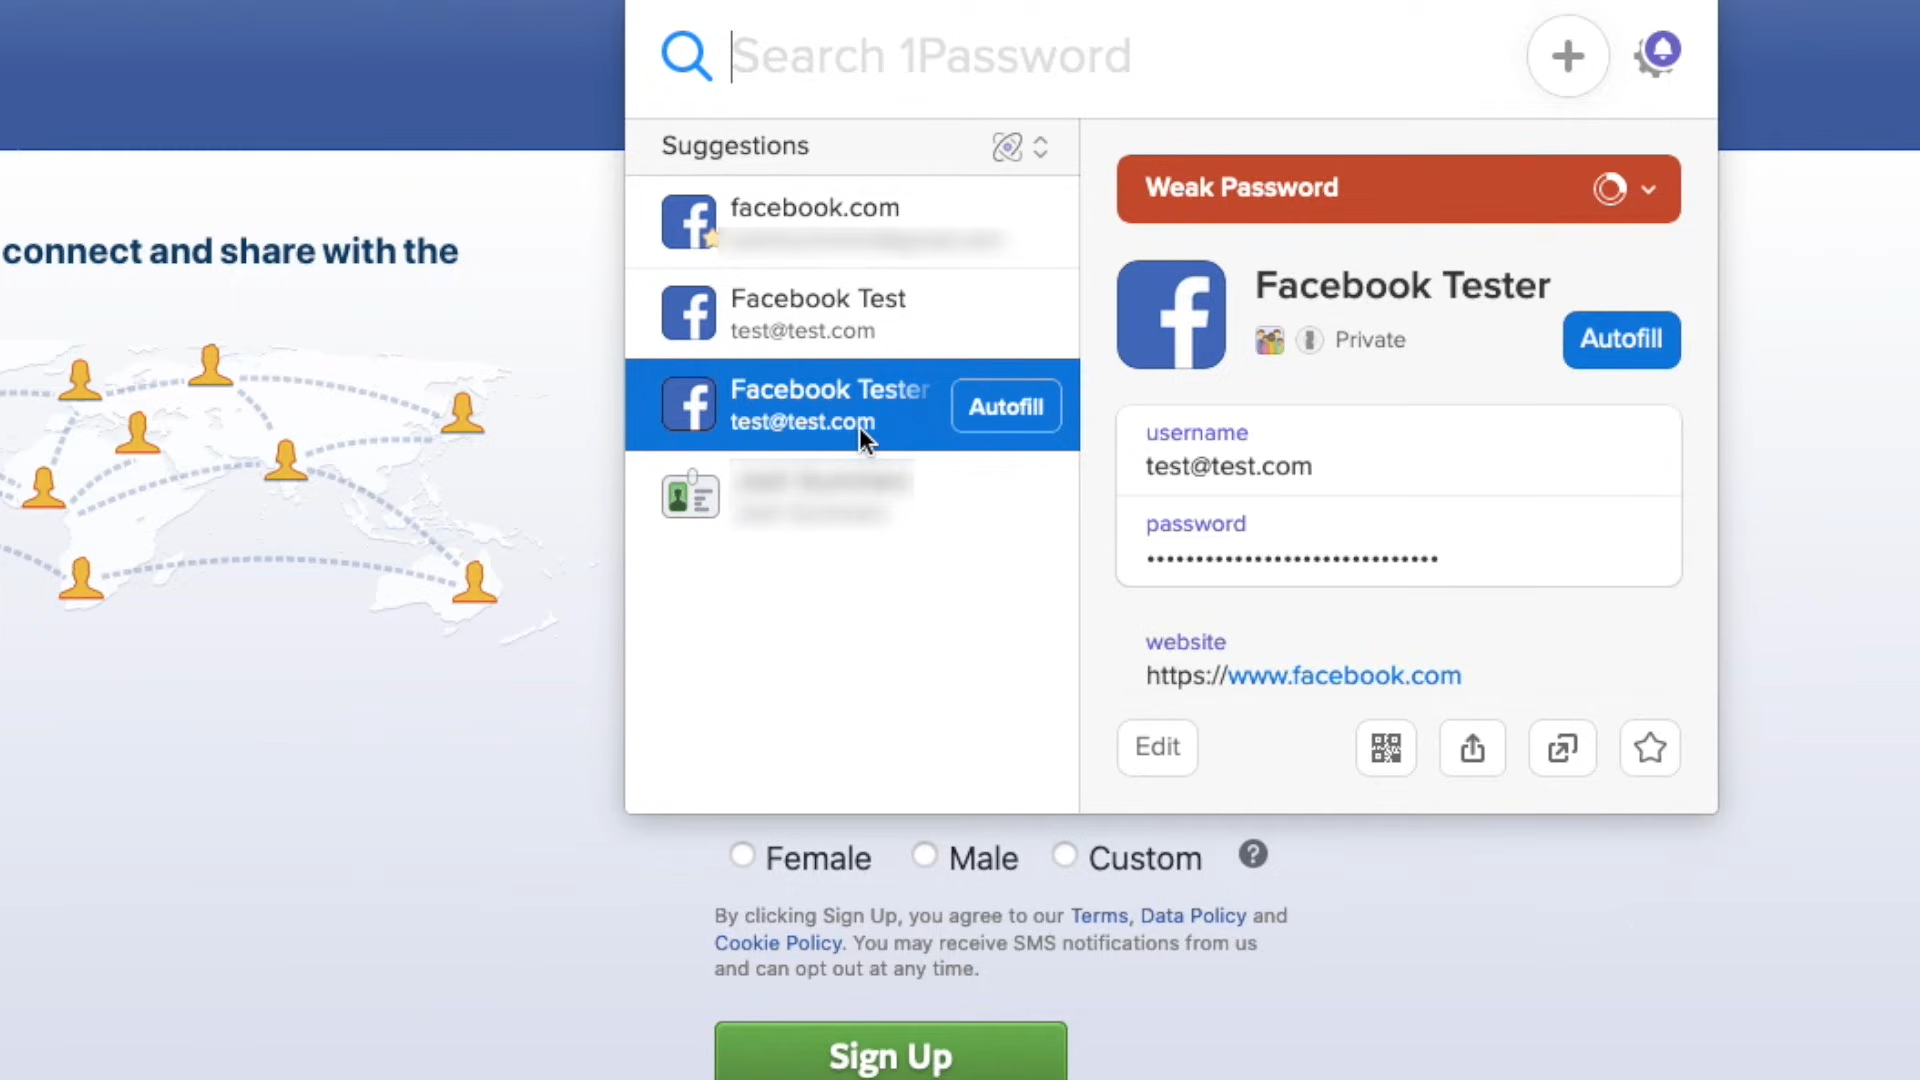 Search 1Password
Suggestions
facebook.com
Facebook Test
test@test.com
Facebook Tester
test@test.com
Autofill
Weak Password
Facebook Tester
Private
Autofill
username
test@test.com
password
••••••••••••••••••••••••••••••
website
https://www.facebook.com
Edit
connect and share with the
Female
Male
Custom
By clicking Sign Up, you agree to our Terms, Data Policy and
Cookie Policy. You may receive SMS notifications from us
and can opt out at any time.
Sign Up